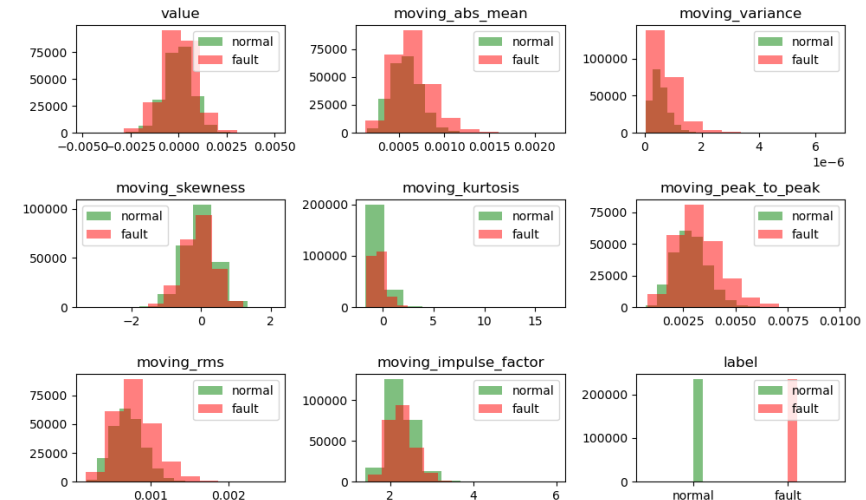 value
75000
50000
25000
0
−0.0050
−0.0025
0.0000
0.0025
0.0050
normal
fault
moving_abs_mean
75000
50000
25000
0
0.0005
0.0010
0.0015
0.0020
normal
fault
moving_variance
100000
50000
0
0
2
4
6
1e−6
normal
fault
moving_skewness
100000
50000
0
−2
0
2
normal
fault
moving_kurtosis
200000
100000
0
0
5
10
15
normal
fault
moving_peak_to_peak
75000
50000
25000
0
0.0025
0.0050
0.0075
0.0100
normal
fault
moving_rms
75000
50000
25000
0
0.001
0.002
normal
fault
moving_impulse_factor
100000
50000
0
2
4
6
normal
fault
label
200000
100000
0
normal
fault
normal
fault